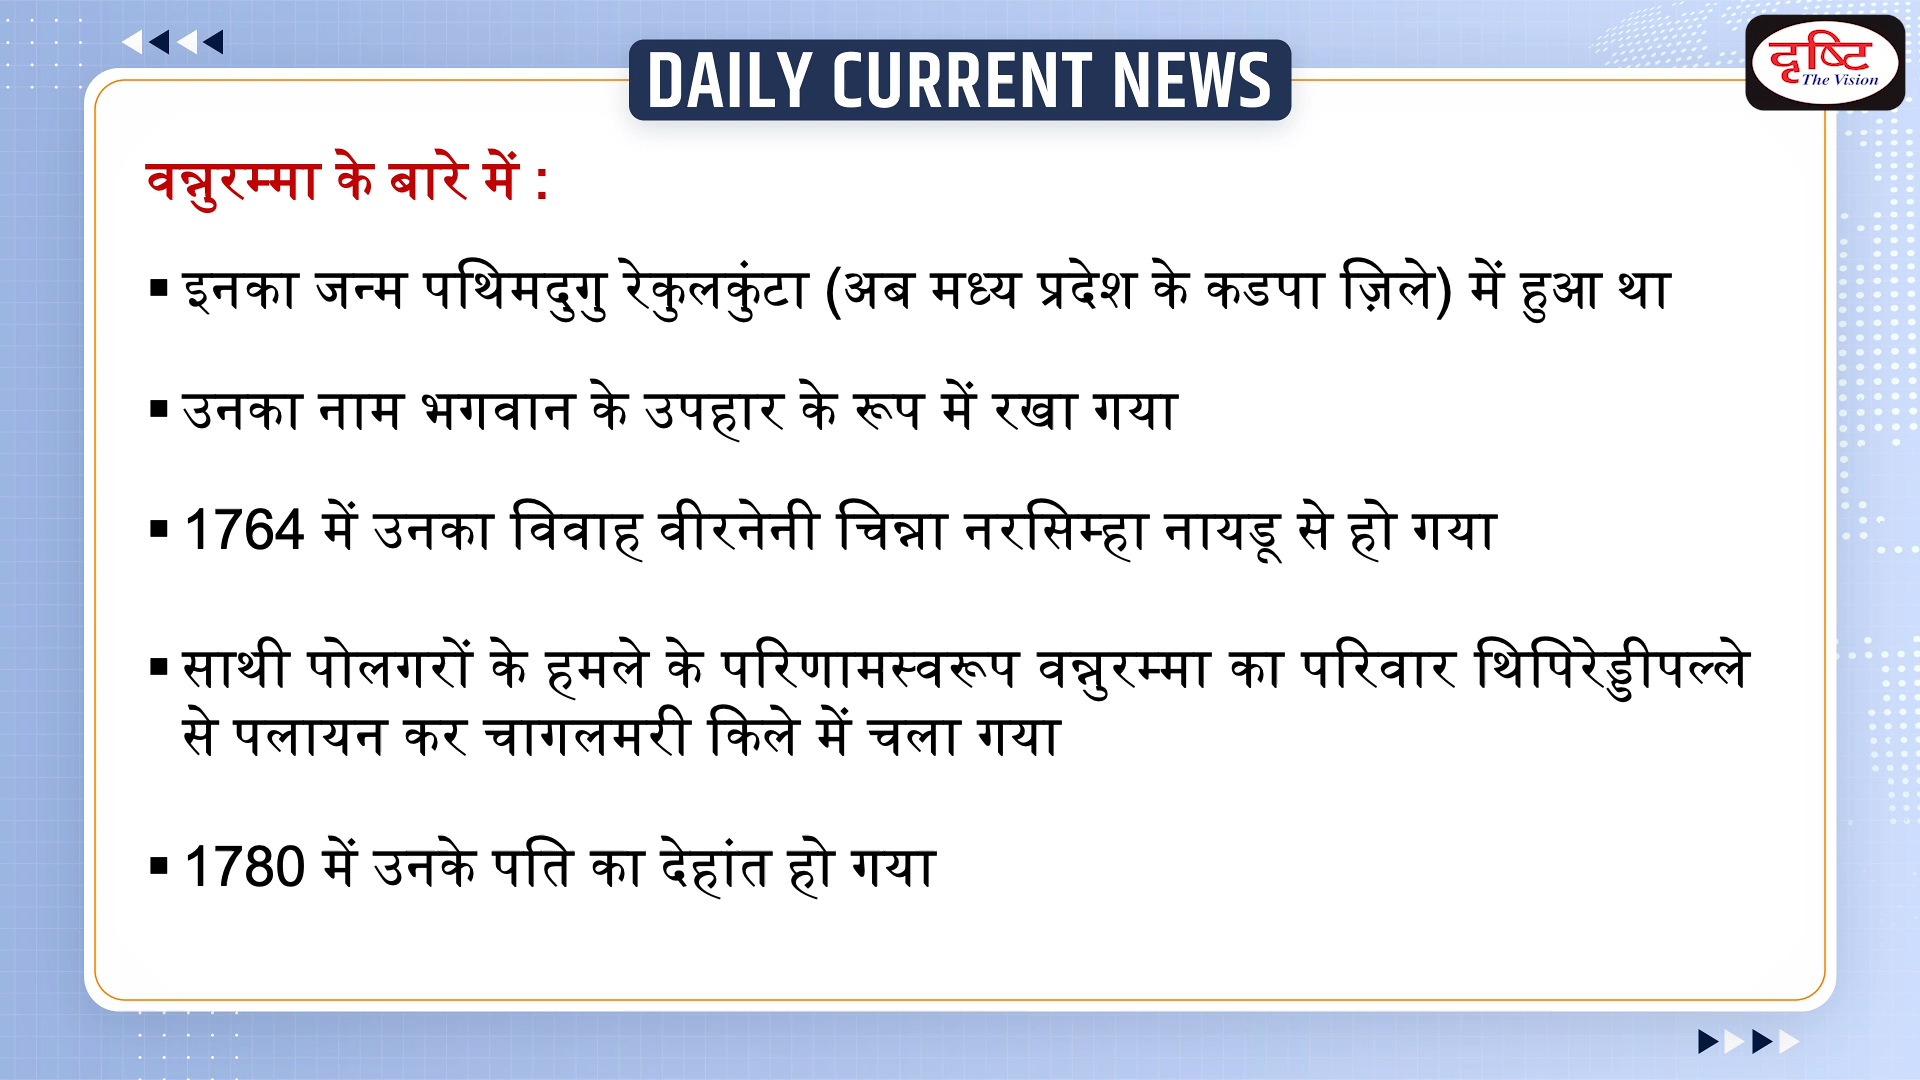 DAILY CURRENT NEWS
दृष्टि
The Vision
वन्नुरम्मा के बारे में :
▪ इनका जन्म पथिमदुगु रेकुलकुंटा (अब मध्य प्रदेश के कडपा ज़िले) में हुआ था
▪ उनका नाम भगवान के उपहार के रूप में रखा गया
▪ 1764 में उनका विवाह वीरनेनी चिन्ना नरसिम्हा नायडू से हो गया
▪ साथी पोलगरों के हमले के परिणामस्वरूप वन्नुरम्मा का परिवार थिपिरेड्डीपल्ले
से पलायन कर चागलमरी किले में चला गया
▪ 1780 में उनके पति का देहांत हो गया